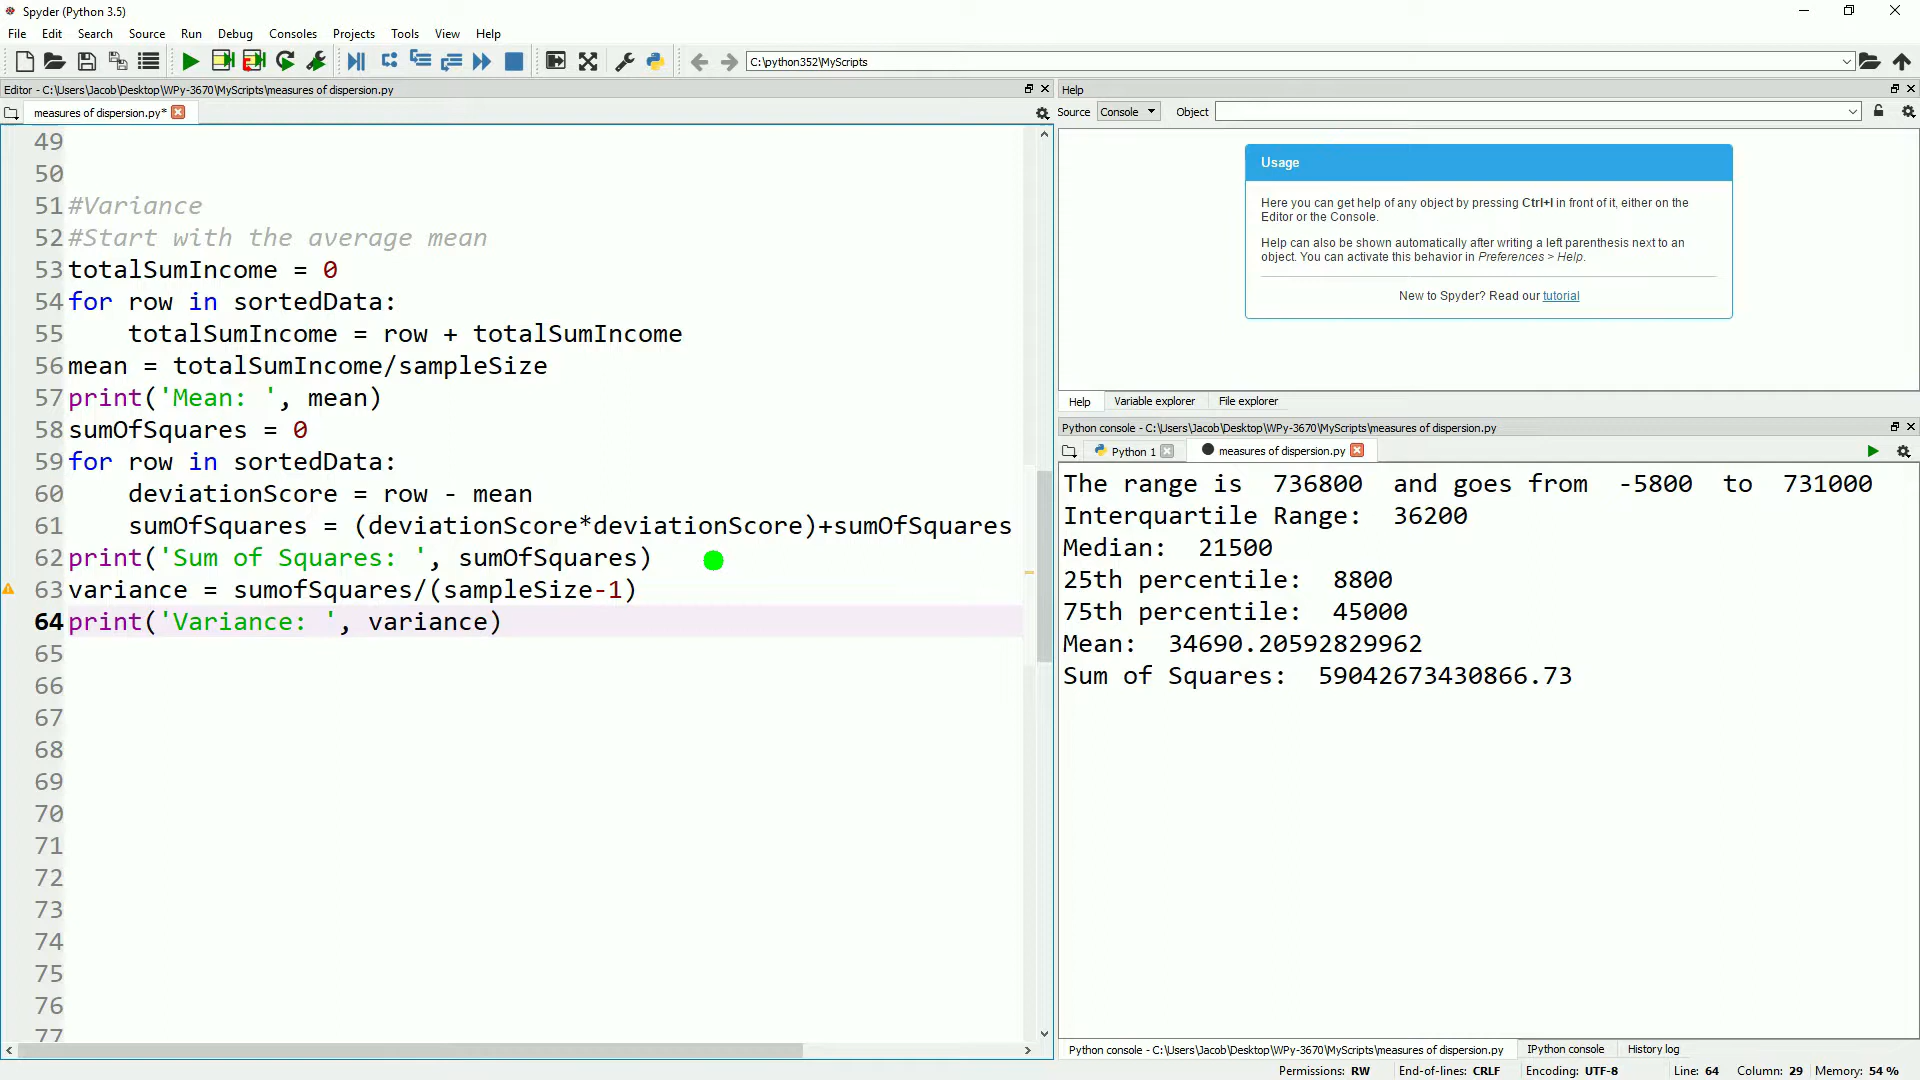 Spyder (Python 3.5)
File Edit Search Source Run Debug Consoles Projects Tools View Help
C:\python352\MyScripts
Editor - C:\Users\Jacob\Desktop\WPy-3670\MyScripts\measures of dispersion.py
measures of dispersion.py*
49
50
51 #Variance
52 #Start with the average mean
53 totalSumIncome = 0
54 for row in sortedData:
55     totalSumIncome = row + totalSumIncome
56 mean = totalSumIncome/sampleSize
57 print('Mean: ', mean)
58 sumOfSquares = 0
59 for row in sortedData:
60     deviationScore = row - mean
61     sumOfSquares = (deviationScore*deviationScore)+sumOfSquares
62 print('Sum of Squares: ', sumOfSquares)
63 variance = sumofSquares/(sampleSize-1)
64 print('Variance: ', variance)
65
66
67
68
69
70
71
72
73
74
75
76
77
Help
Source Console Object
Usage
Here you can get help of any object by pressing Ctrl+I in front of it, either on the
Editor or the Console.
Help can also be shown automatically after writing a left parenthesis next to an
object. You can activate this behavior in Preferences > Help.
New to Spyder? Read our tutorial
Help Variable explorer File explorer
Python console - C:\Users\Jacob\Desktop\WPy-3670\MyScripts\measures of dispersion.py
Python 1 measures of dispersion.py
The range is  736800  and goes from  -5800  to  731000
Interquartile Range:  36200
Median:  21500
25th percentile:  8800
75th percentile:  45000
Mean:  34690.20592829962
Sum of Squares:  59042673430866.73
Python console - C:\Users\Jacob\Desktop\WPy-3670\MyScripts\measures of dispersion.py IPython console History log
Permissions: RW End-of-lines: CRLF Encoding: UTF-8 Line: 64 Column: 29 Memory: 54 %